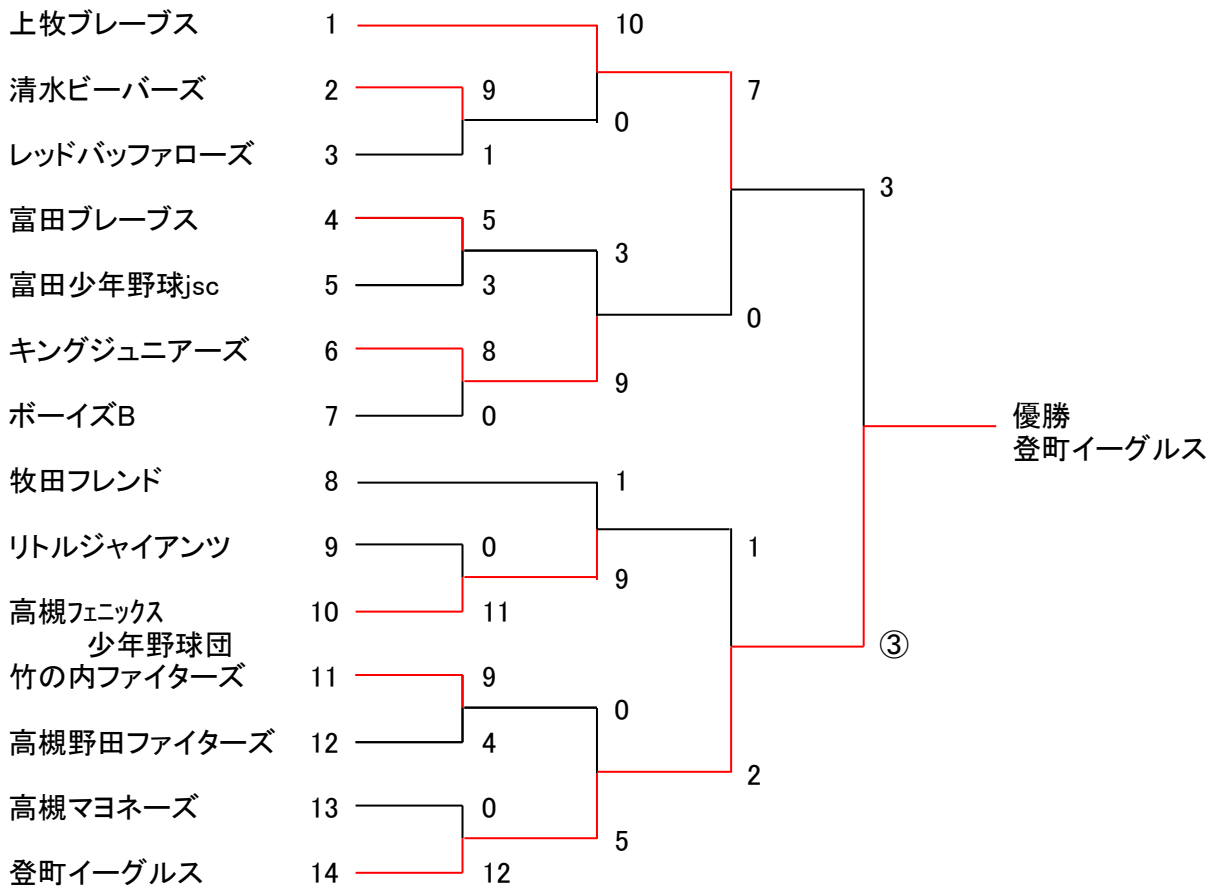 上牧ブレーブス 1 10
清水ビーバーズ 2 9 7
0
レッドバッファローズ 3 1
3
富田ブレーブス 4 5
3
富田少年野球jsc 5 3
0
キングジュニアーズ 6 8
9
ボーイズB 7 0
優勝
登町イーグルス
牧田フレンド 8 1
リトルジャイアンツ 9 0 1
9
高槻フェニックス 10 11
少年野球団
③
竹の内ファイターズ 11 9
0
高槻野田ファイターズ 12 4
2
高槻マヨネーズ 13 0
5
登町イーグルス 14 12